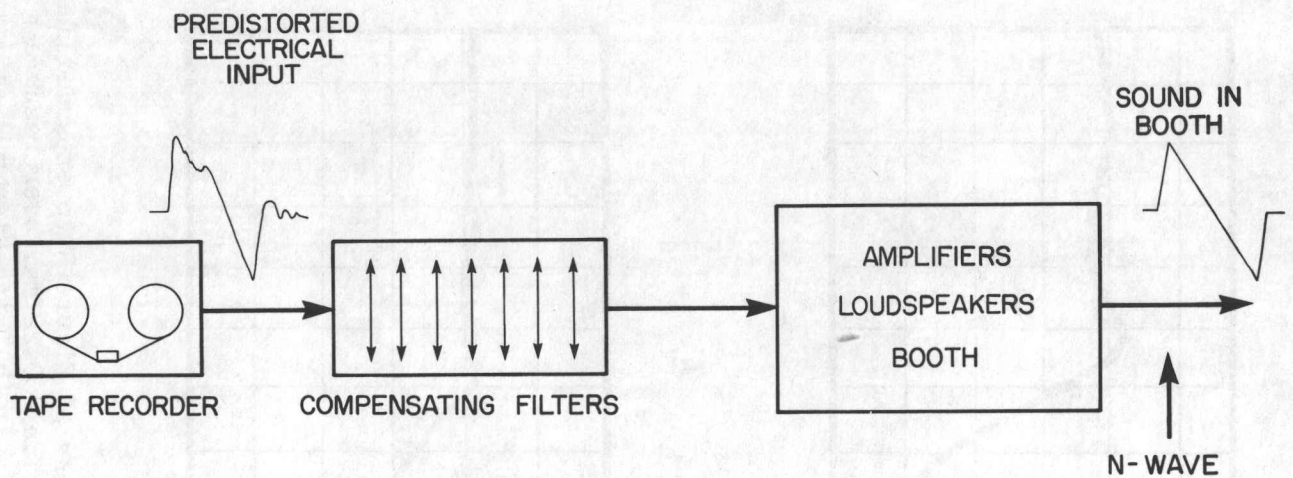 PREDISTORTED
ELECTRICAL
INPUT
TAPE RECORDER
COMPENSATING FILTERS
AMPLIFIERS
LOUDSPEAKERS
BOOTH
SOUND IN
BOOTH
N-WAVE